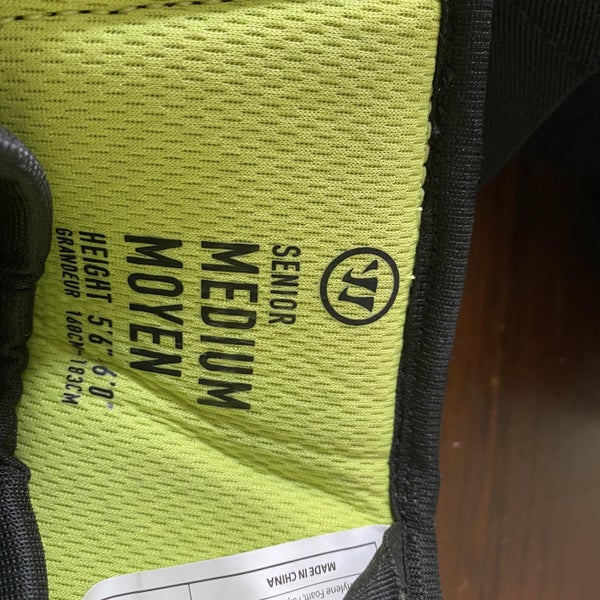 SENIOR
MEDIUM
MOYEN
HEIGHT 5'6"-6'0"
GRANDEUR 168CM-183CM
MADE IN CHINA